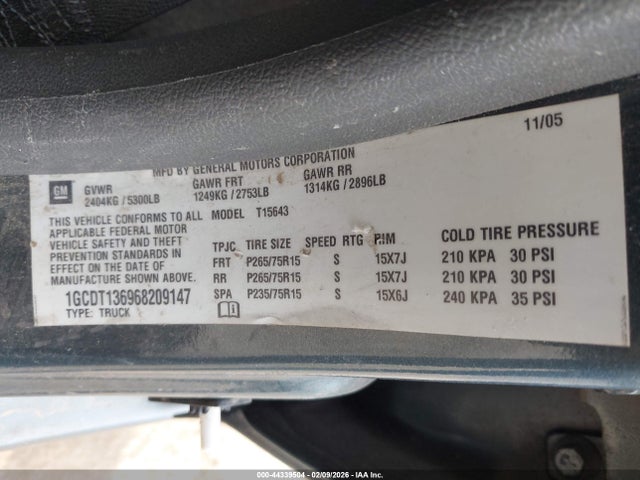 11/05
MFD BY GENERAL MOTORS CORPORATION
GM
GVWR GAWR FRT GAWR RR
2404KG / 5300LB 1249KG / 2753LB 1314KG / 2896LB
THIS VEHICLE CONFORMS TO ALL MODEL T15643
APPLICABLE FEDERAL MOTOR
VEHICLE SAFETY AND THEFT
PREVENTION STANDARDS IN
EFFECT ON THE DATE OF
MANUFACTURE SHOWN ABOVE.
1GCDT136968209147
TYPE: TRUCK
TPJC TIRE SIZE SPEED RTG RIM COLD TIRE PRESSURE
FRT P265/75R15 S 15X7J 210 KPA 30 PSI
RR P265/75R15 S 15X7J 210 KPA 30 PSI
SPA P235/75R15 S 15X6J 240 KPA 35 PSI
000-44339504 - 02/09/2026 - IAA Inc.